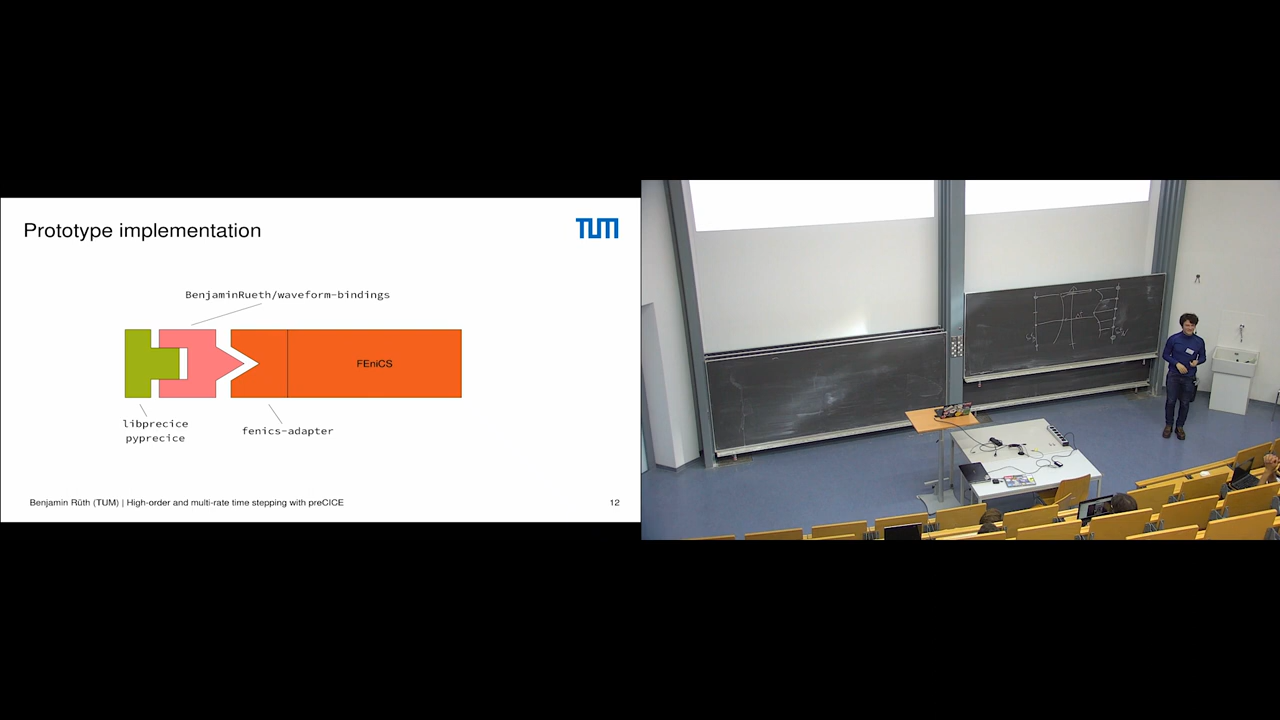 Prototype implementation
TUM
BenjaminRueth/waveform-bindings
FEniCS
libprecice
pyprecice
fenics-adapter
Benjamin Rüth (TUM) | High-order and multi-rate time stepping with preCICE
12